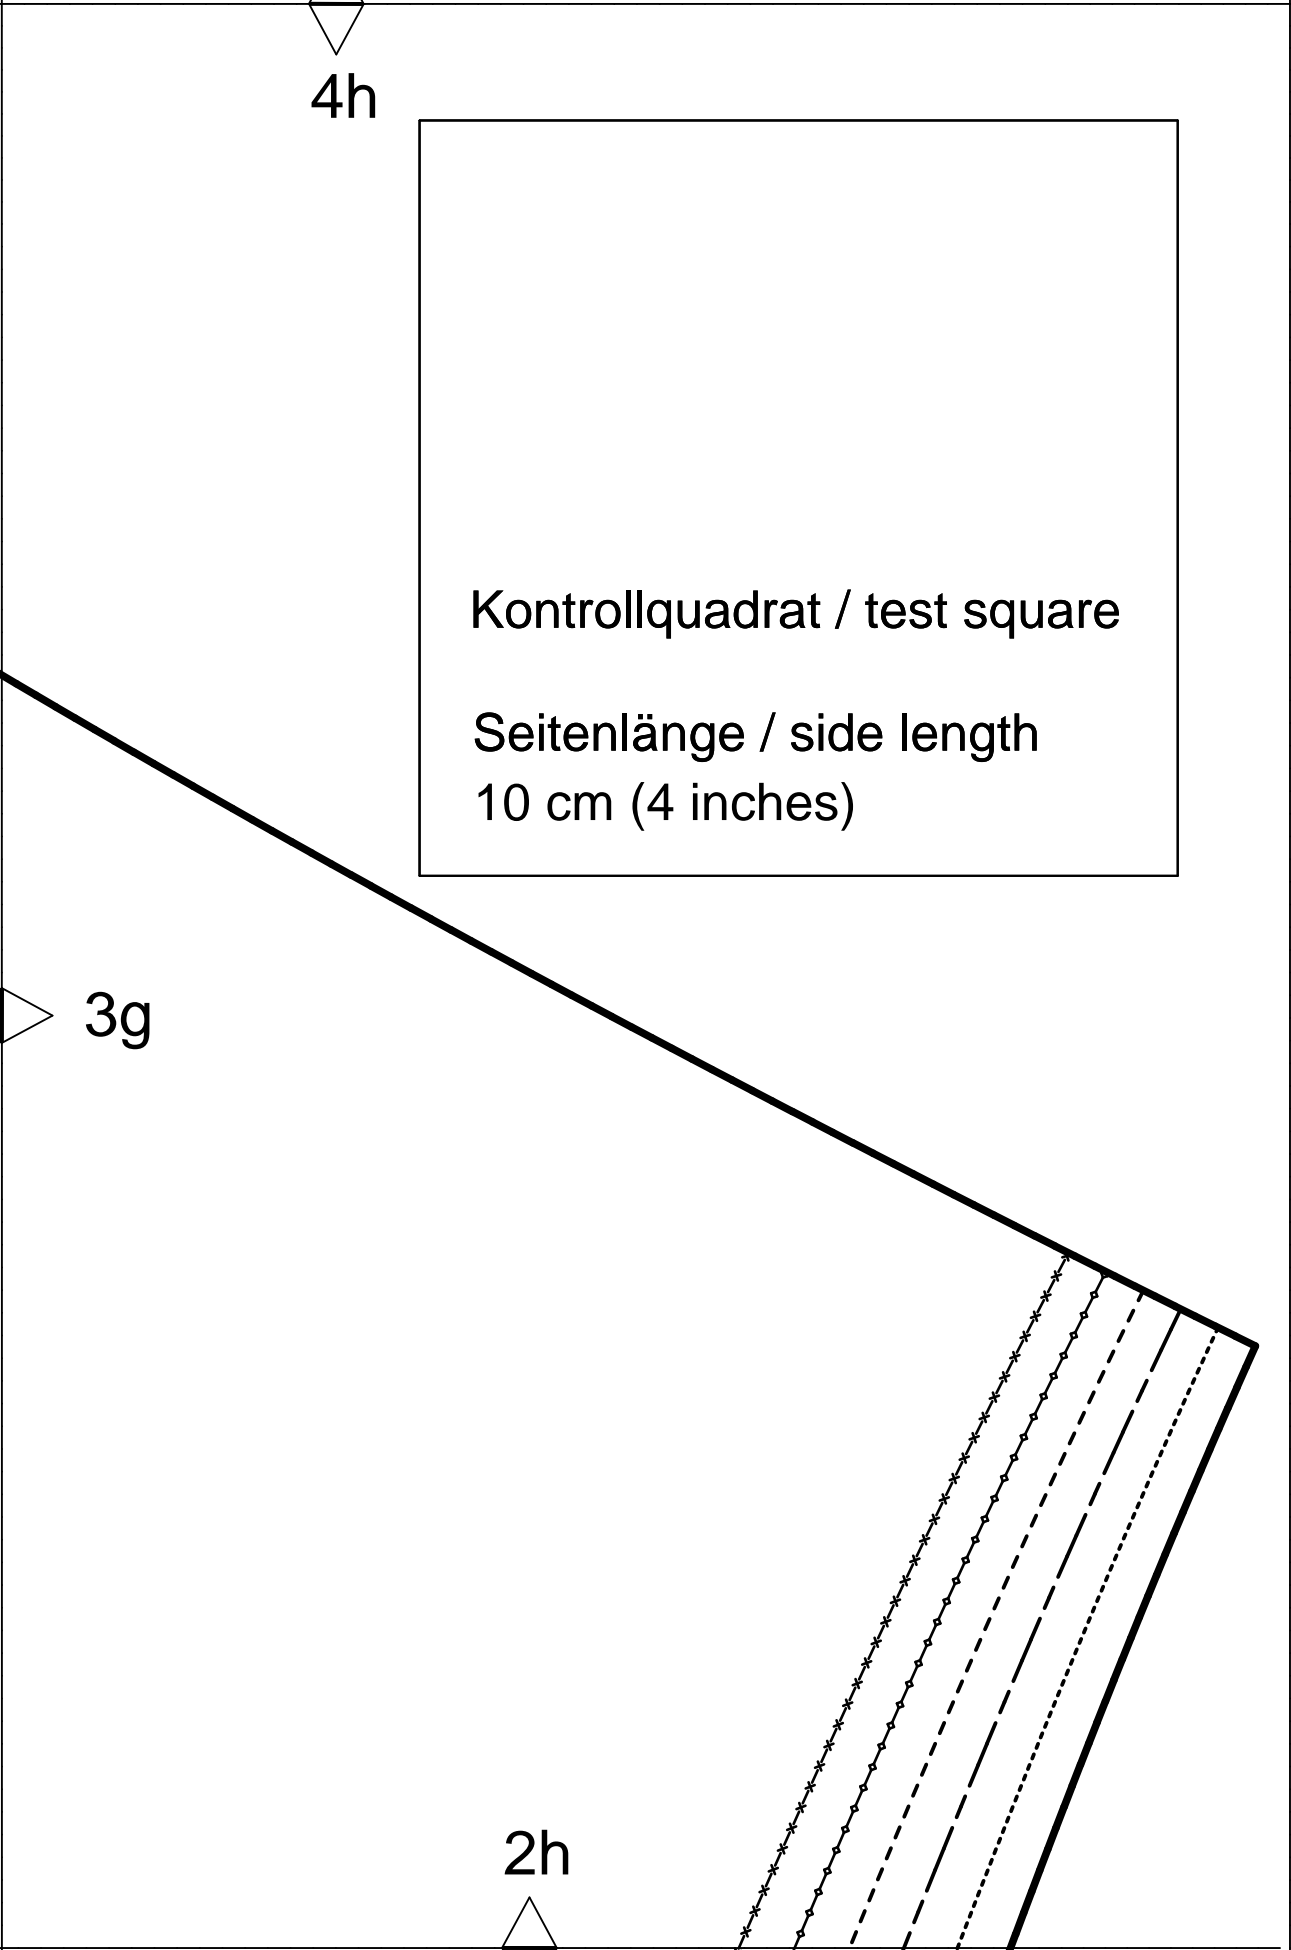 4h
Kontrollquadrat / test square
Seitenlänge / side length
10 cm (4 inches)
3g
2h